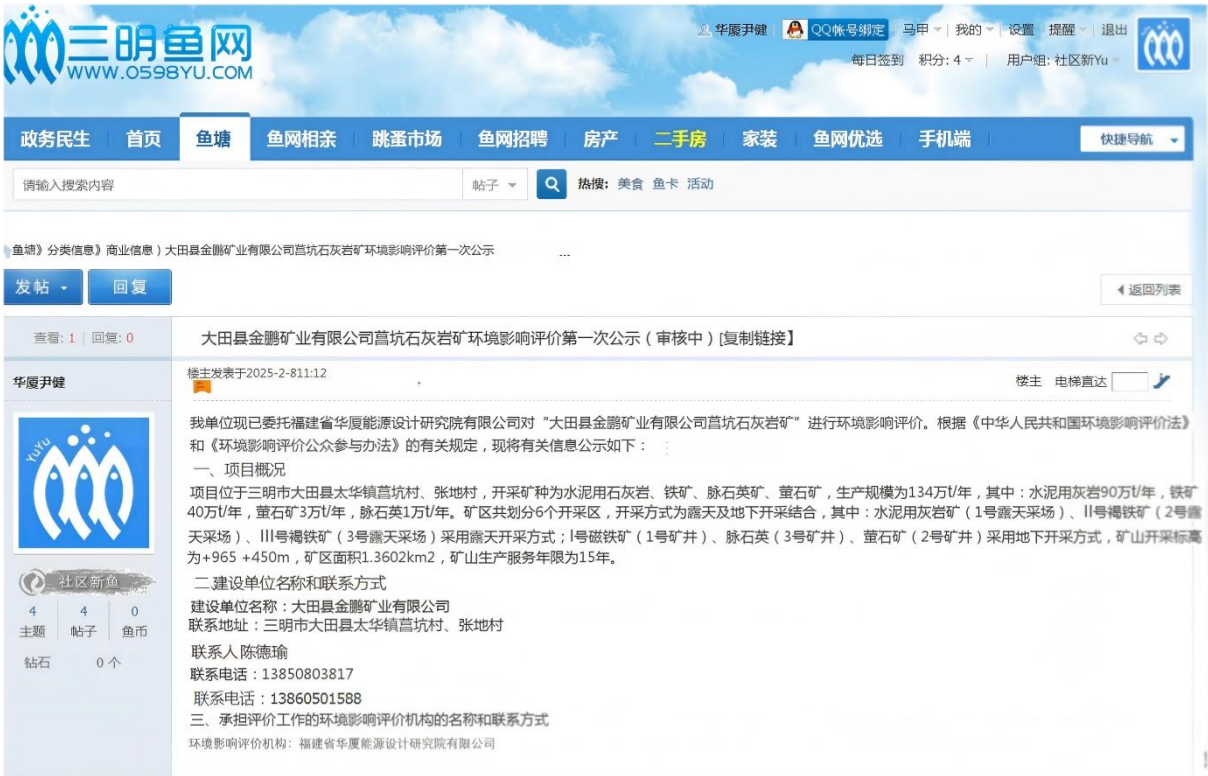 三明鱼网
WWW.0598YU.COM
华厦尹健 QQ帐号绑定 马甲 我的 设置 提醒 退出
每日签到 积分: 4 用户组: 社区新Yu
政务民生 首页 鱼塘 鱼网相亲 跳蚤市场 鱼网招聘 房产 二手房 家装 鱼网优选 手机端 快捷导航
请输入搜索内容 帖子 热搜: 美食 鱼卡 活动
鱼塘》分类信息》商业信息 ) 大田县金鹏矿业有限公司菖坑石灰岩矿环境影响评价第一次公示 ...
发帖 回复 返回列表
查看: 1 | 回复: 0 大田县金鹏矿业有限公司菖坑石灰岩矿环境影响评价第一次公示(审核中)[复制链接】
华厦尹健 楼主发表于2025-2-811:12 楼主 电梯直达
YuYu
社区新鱼
4 4 0
主题 帖子 鱼币
钻石 0 个
我单位现已委托福建省华厦能源设计研究院有限公司对“大田县金鹏矿业有限公司菖坑石灰岩矿”进行环境影响评价。根据《中华人民共和国环境影响评价法》
和《环境影响评价公众参与办法》的有关规定,现将有关信息公示如下:
一、项目概况
项目位于三明市大田县太华镇菖坑村、张地村,开采矿种为水泥用石灰岩、铁矿、脉石英矿、萤石矿,生产规模为134万t/年,其中:水泥用灰岩90万t/年,铁矿
40万t/年,萤石矿3万t/年,脉石英1万t/年。矿区共划分6个开采区,开采方式为露天及地下开采结合,其中:水泥用灰岩矿(1号露天采场)、II号褐铁矿(2号露
天采场)、III号褐铁矿(3号露天采场)采用露天开采方式;I号磁铁矿(1号矿井)、脉石英(3号矿井)、萤石矿(2号矿井)采用地下开采方式,矿山开采标高
为+965 +450m,矿区面积1.3602km2,矿山生产服务年限为15年。
二.建设单位名称和联系方式
建设单位名称:大田县金鹏矿业有限公司
联系地址:三明市大田县太华镇菖坑村、张地村
联系人陈德瑜
联系电话:13850803817
联系电话:13860501588
三、承担评价工作的环境影响评价机构的名称和联系方式
环境影响评价机构: 福建省华厦能源设计研究院有限公司